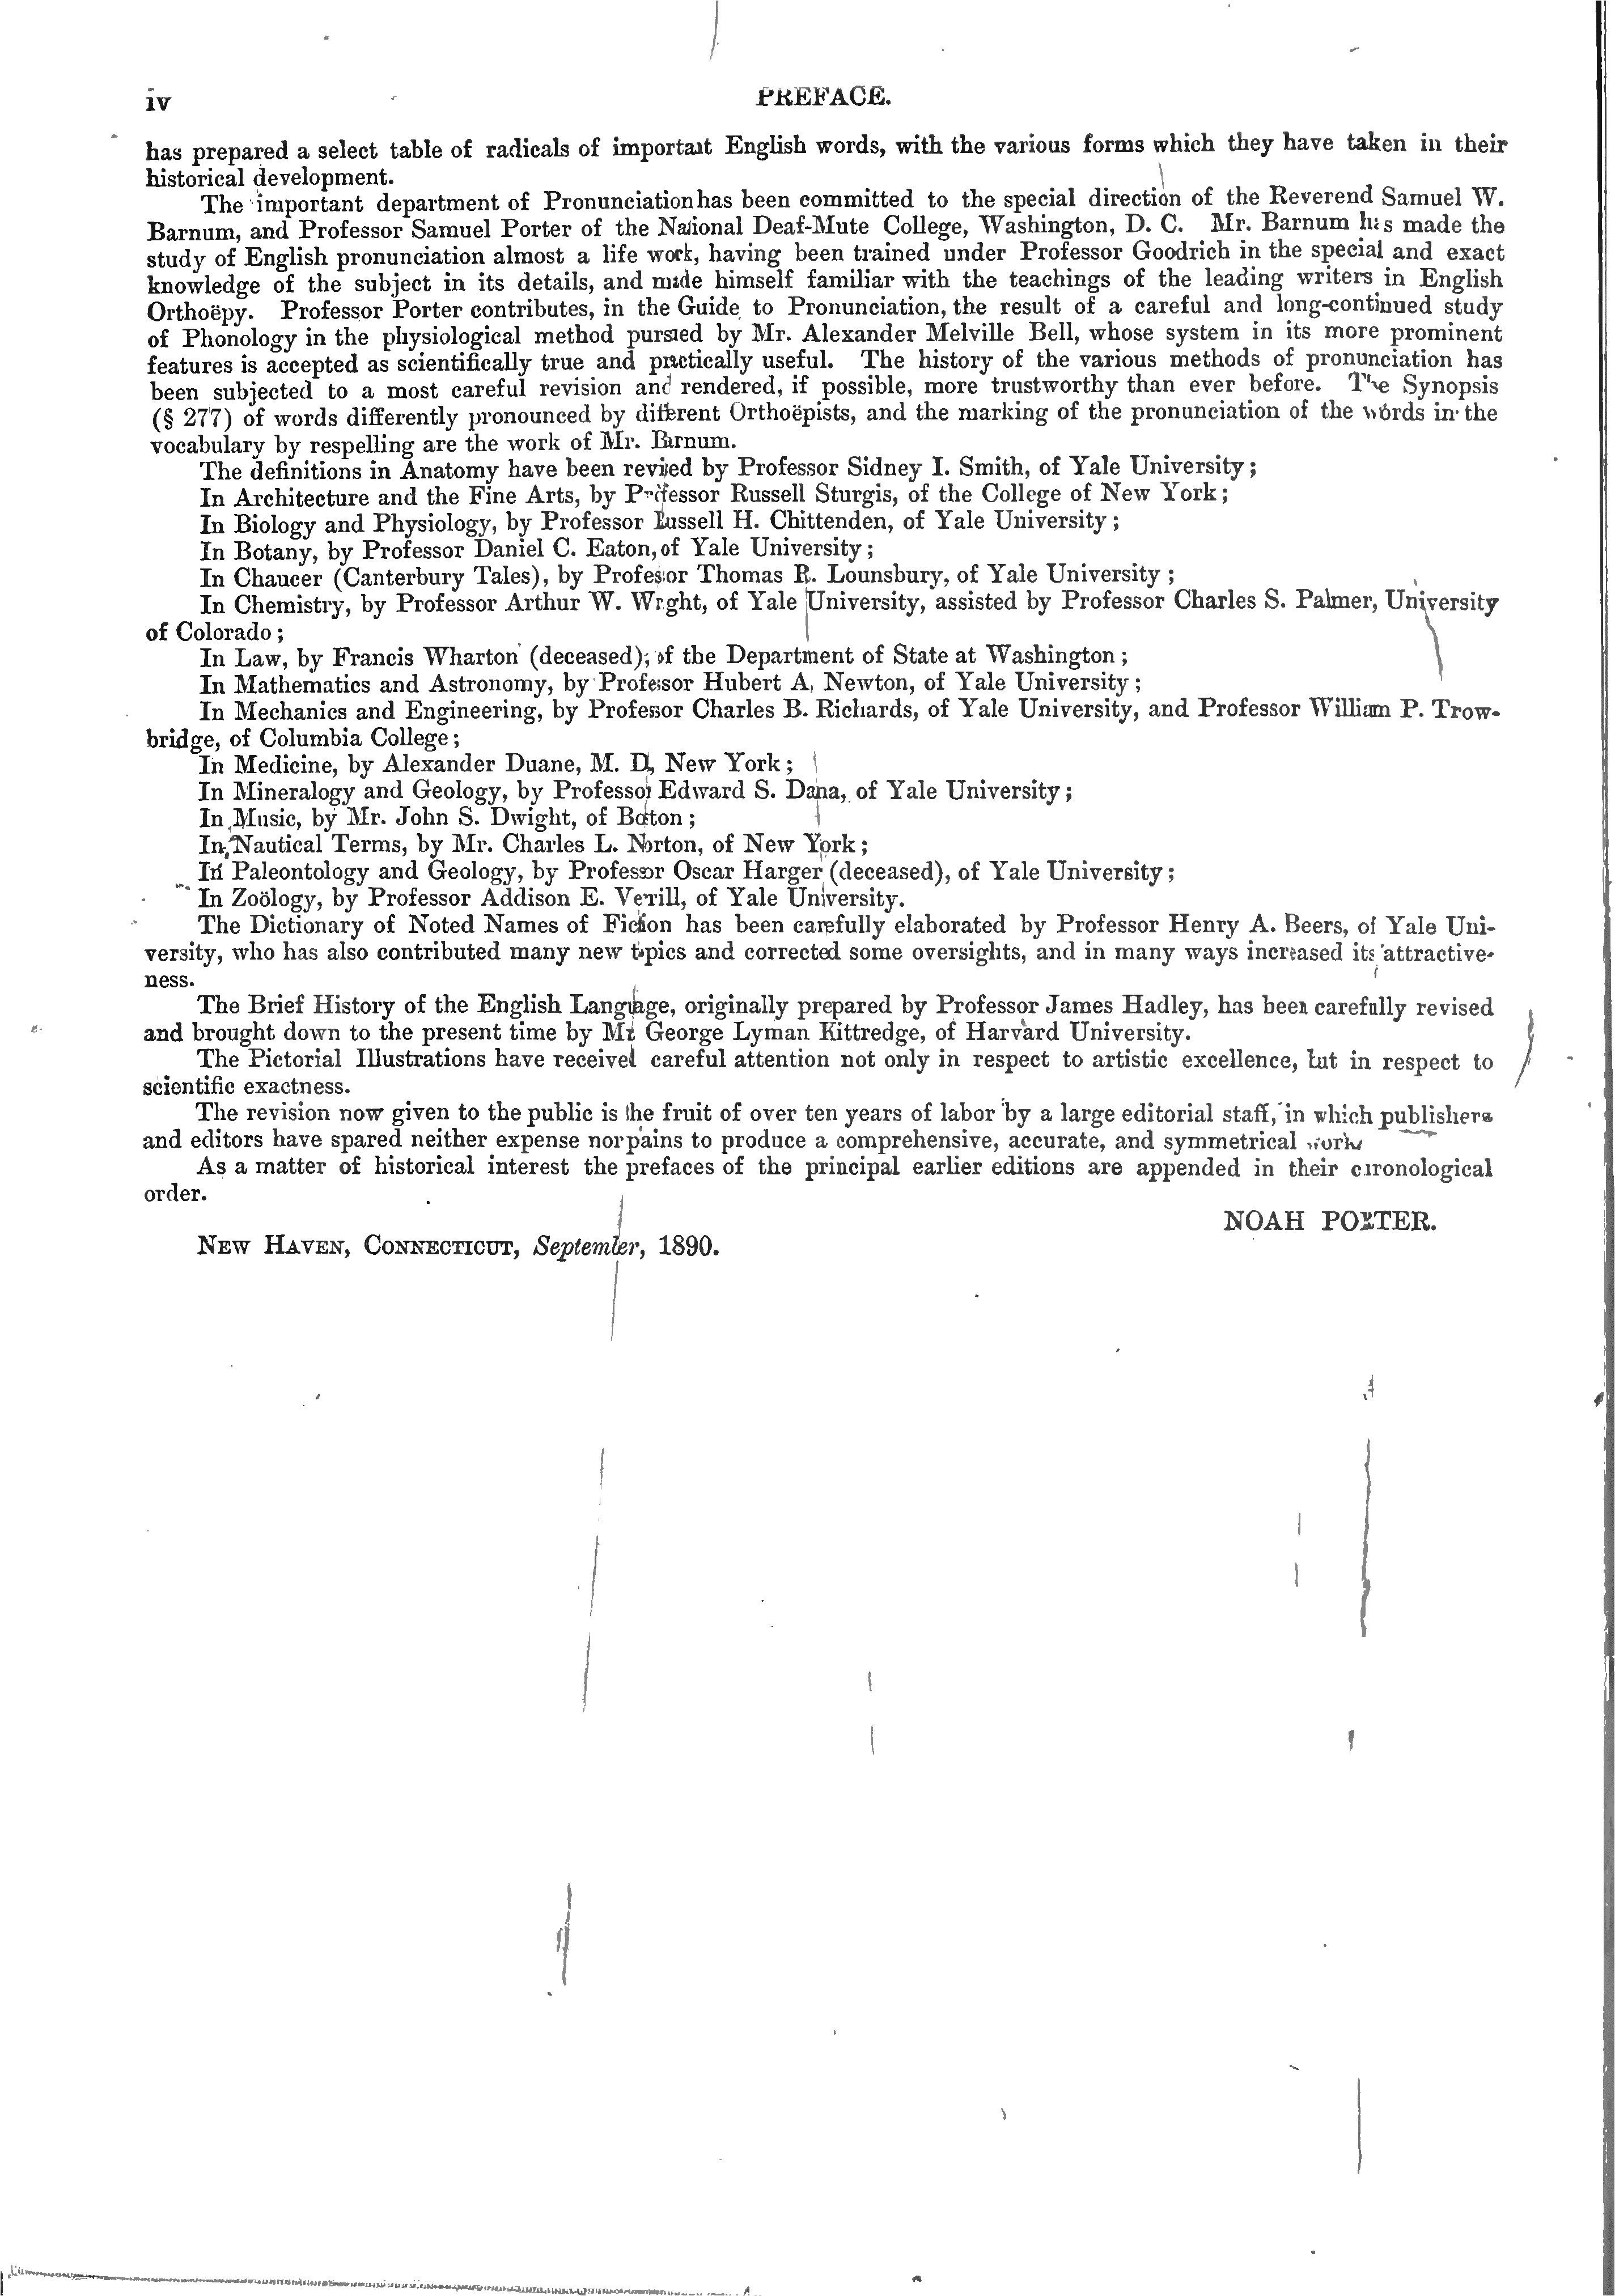 iv
PREFACE.
has prepared a select table of radicals of important English words, with the various forms which they have taken in their
historical development.
The important department of Pronunciation has been committed to the special direction of the Reverend Samuel W.
Barnum, and Professor Samuel Porter of the National Deaf-Mute College, Washington, D. C. Mr. Barnum has made the
study of English pronunciation almost a life work, having been trained under Professor Goodrich in the special and exact
knowledge of the subject in its details, and made himself familiar with the teachings of the leading writers in English
Orthoëpy. Professor Porter contributes, in the Guide to Pronunciation, the result of a careful and long-continued study
of Phonology in the physiological method pursued by Mr. Alexander Melville Bell, whose system in its more prominent
features is accepted as scientifically true and practically useful. The history of the various methods of pronunciation has
been subjected to a most careful revision and rendered, if possible, more trustworthy than ever before. The Synopsis
(§ 277) of words differently pronounced by different Orthoëpists, and the marking of the pronunciation of the words in the
vocabulary by respelling are the work of Mr. Barnum.
The definitions in Anatomy have been revised by Professor Sidney I. Smith, of Yale University;
In Architecture and the Fine Arts, by Professor Russell Sturgis, of the College of New York;
In Biology and Physiology, by Professor Russell H. Chittenden, of Yale University;
In Botany, by Professor Daniel C. Eaton, of Yale University;
In Chaucer (Canterbury Tales), by Professor Thomas R. Lounsbury, of Yale University;
In Chemistry, by Professor Arthur W. Wright, of Yale University, assisted by Professor Charles S. Palmer, University
of Colorado;
In Law, by Francis Wharton (deceased), of the Department of State at Washington;
In Mathematics and Astronomy, by Professor Hubert A. Newton, of Yale University;
In Mechanics and Engineering, by Professor Charles B. Richards, of Yale University, and Professor William P. Trow-
bridge, of Columbia College;
In Medicine, by Alexander Duane, M. D., New York;
In Mineralogy and Geology, by Professor Edward S. Dana, of Yale University;
In Music, by Mr. John S. Dwight, of Boston;
In Nautical Terms, by Mr. Charles L. Norton, of New York;
In Paleontology and Geology, by Professor Oscar Harger (deceased), of Yale University;
In Zoölogy, by Professor Addison E. Verrill, of Yale University.
The Dictionary of Noted Names of Fiction has been carefully elaborated by Professor Henry A. Beers, of Yale Uni-
versity, who has also contributed many new topics and corrected some oversights, and in many ways increased its attractive-
ness.
The Brief History of the English Language, originally prepared by Professor James Hadley, has been carefully revised
and brought down to the present time by Mr. George Lyman Kittredge, of Harvard University.
The Pictorial Illustrations have received careful attention not only in respect to artistic excellence, but in respect to
scientific exactness.
The revision now given to the public is the fruit of over ten years of labor by a large editorial staff, in which publishers
and editors have spared neither expense nor pains to produce a comprehensive, accurate, and symmetrical work
As a matter of historical interest the prefaces of the principal earlier editions are appended in their chronological
order.
NOAH PORTER.
NEW HAVEN, CONNECTICUT, September, 1890.